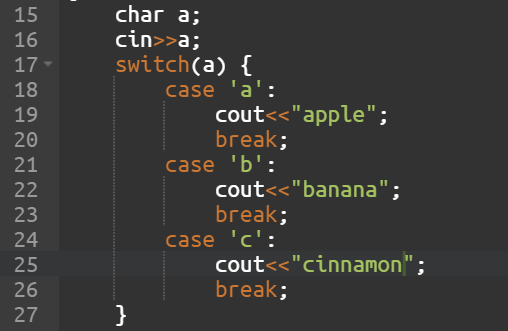 15 char a;
16 cin>>a;
17 switch(a) {
18 case 'a':
19 cout<<"apple";
20 break;
21 case 'b':
22 cout<<"banana";
23 break;
24 case 'c':
25 cout<<"cinnamon";
26 break;
27 }